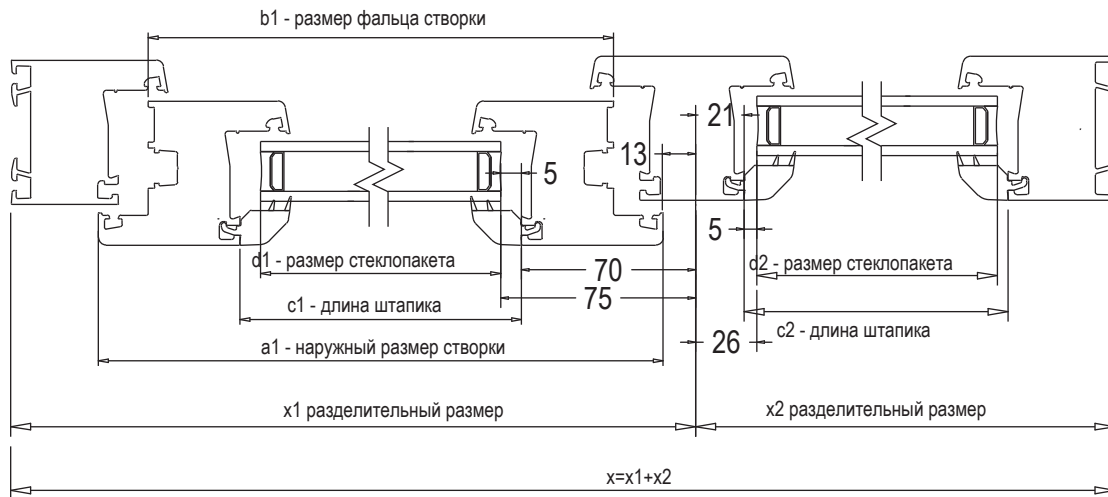 b1 - размер фальца створки
21
13
5
5
d1 - размер стеклопакета
70
d2 - размер стеклопакета
75
c1 - длина штапика
c2 - длина штапика
26
a1 - наружный размер створки
x1 разделительный размер
x2 разделительный размер
x=x1+x2